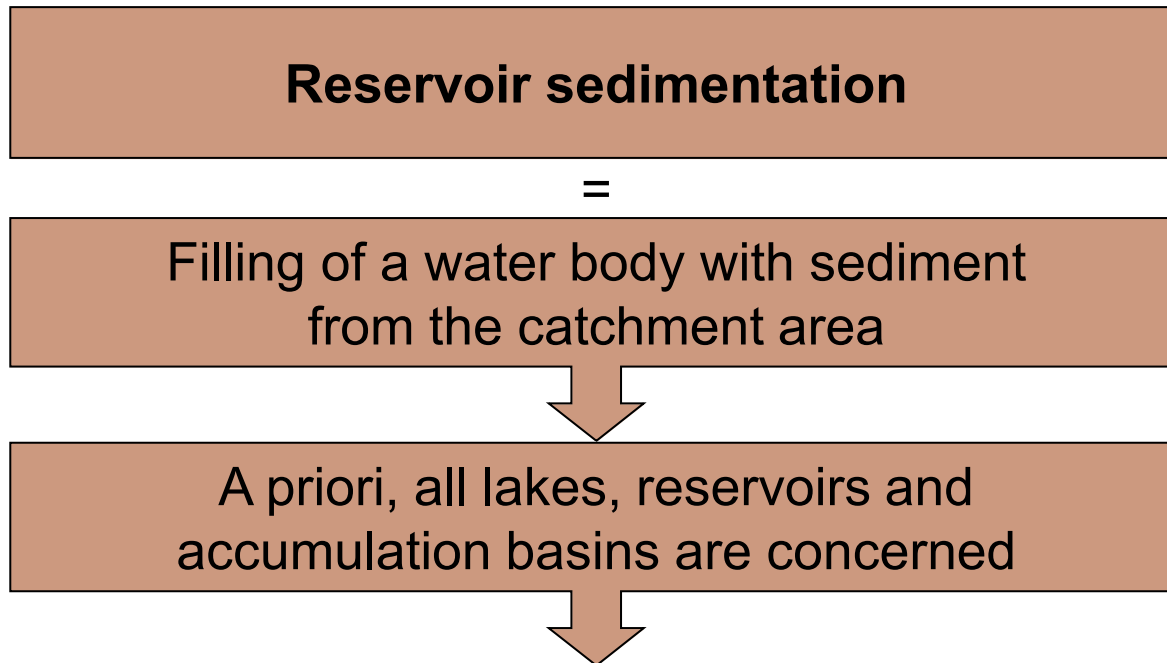 Reservoir sedimentation
=
Filling of a water body with sediment
from the catchment area
A priori, all lakes, reservoirs and
accumulation basins are concerned